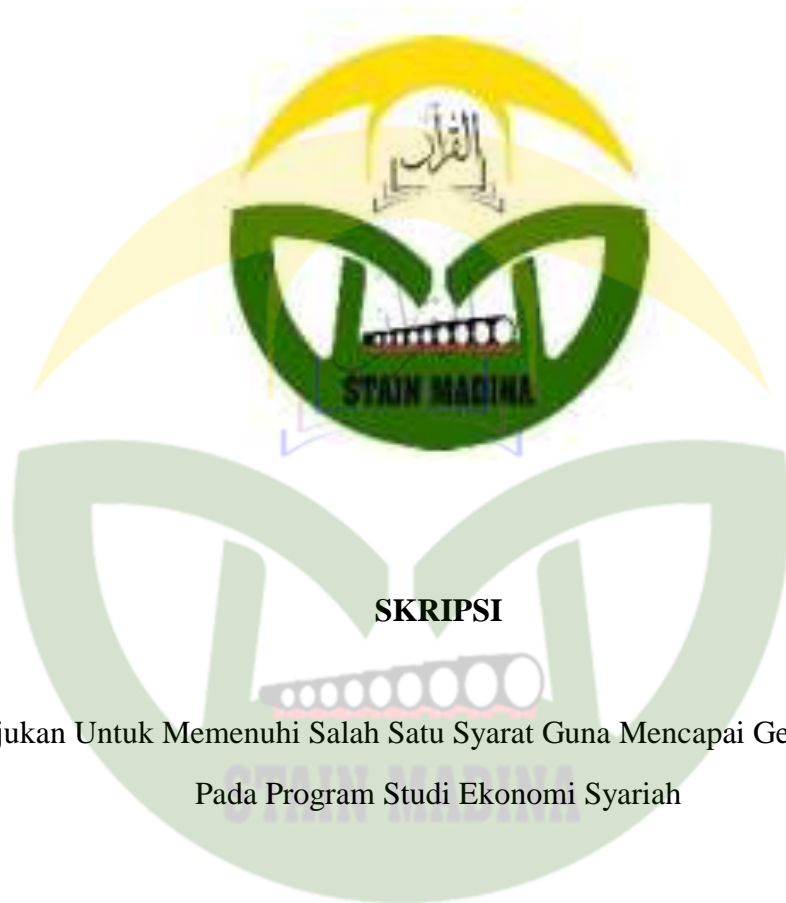 القرآن
STAIN MADINA
SKRIPSI
jukan Untuk Memenuhi Salah Satu Syarat Guna Mencapai Ge
Pada Program Studi Ekonomi Syariah
STAIN MADINA